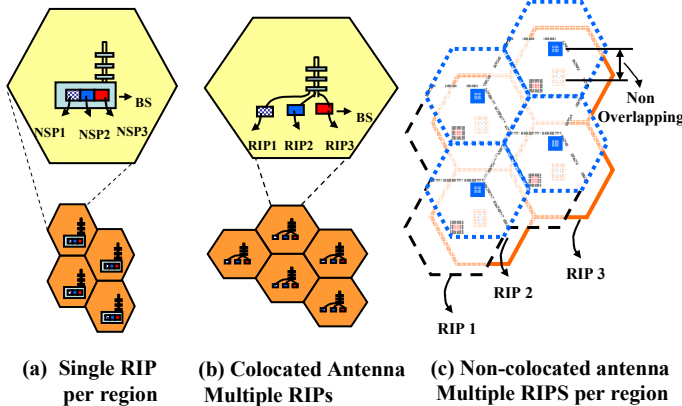 BS
NSP1 NSP2 NSP3
RIP1 RIP2 RIP3
BS
Non
Overlapping
RIP 3
RIP 2
RIP 1
(a) Single RIP
per region
(b) Colocated Antenna
Multiple RIPs
(c) Non-colocated antenna
Multiple RIPS per region